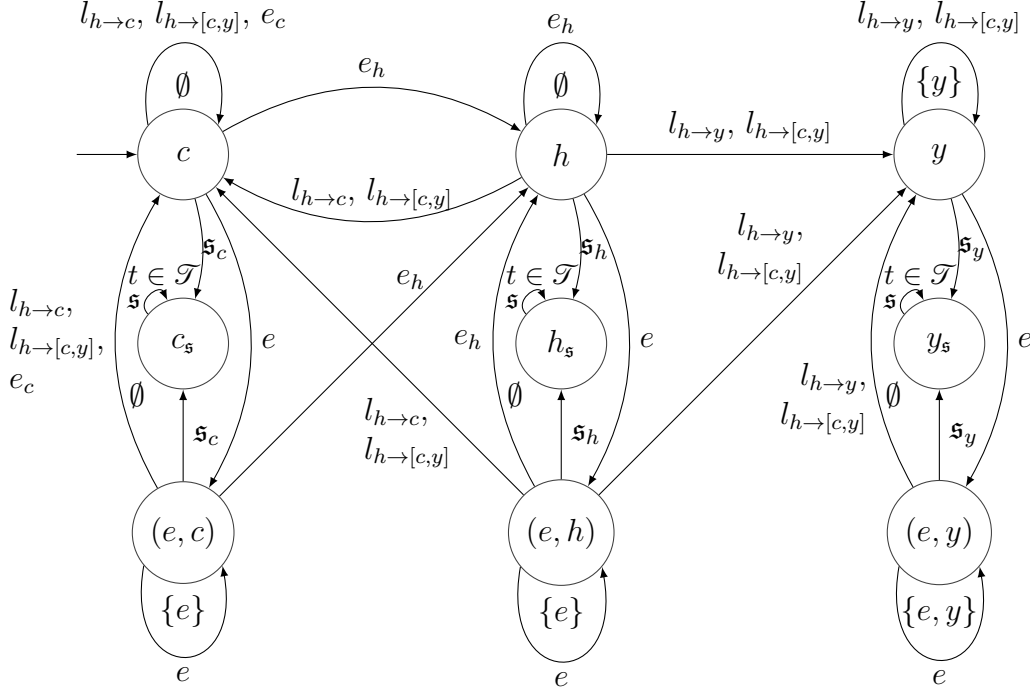 l_{h→c}, l_{h→[c,y]}, e_c
e_h
l_{h→y}, l_{h→[c,y]}
∅
e_h
∅
{y}
c
h
l_{h→y}, l_{h→[c,y]}
y
l_{h→c}, l_{h→[c,y]}
𝔰_c
𝔰_h
l_{h→y},
l_{h→[c,y]}
𝔰_y
t ∈ 𝒯
𝔰
e_h
t ∈ 𝒯
𝔰
t ∈ 𝒯
𝔰
l_{h→c},
l_{h→[c,y]},
e_c
c_𝔰
e
e_h
h_𝔰
e
y_𝔰
e
∅
l_{h→c},
l_{h→[c,y]}
∅
l_{h→y},
l_{h→[c,y]}
∅
𝔰_c
𝔰_h
𝔰_y
(e, c)
(e, h)
(e, y)
{e}
{e}
{e, y}
e
e
e